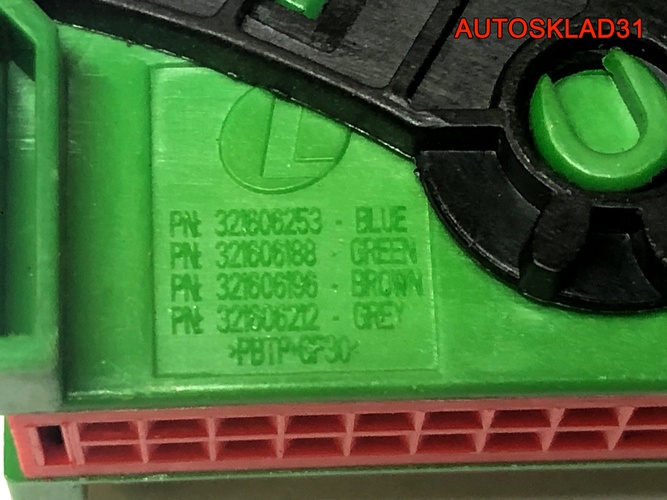 AUTOSKLAD31
L
PN: 321606253 - BLUE
PN: 321606188 - GREEN
PN: 321606196 - BROWN
PN: 321606212 - GREY
>PBTP-GF30<